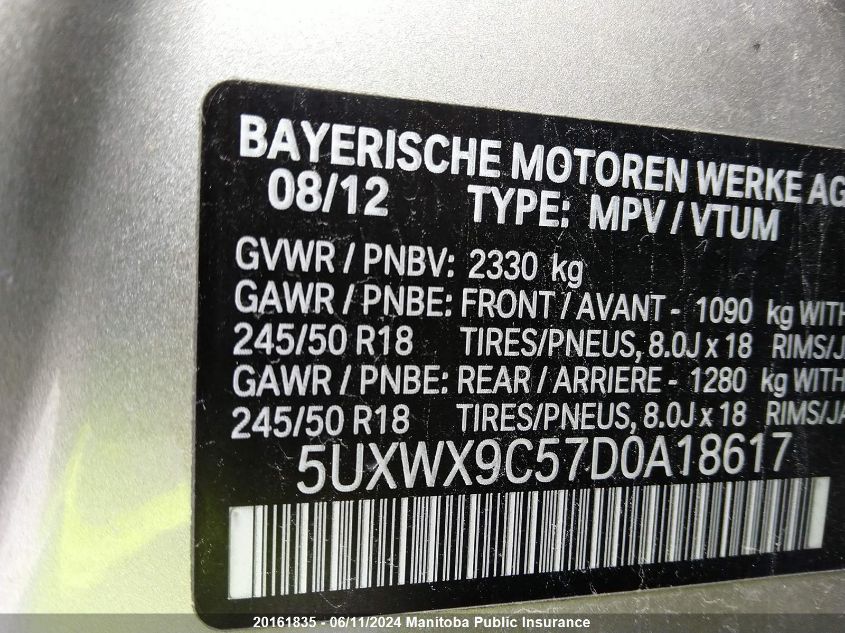 BAYERISCHE MOTOREN WERKE AG
08/12 TYPE: MPV / VTUM
GVWR / PNBV: 2330 kg
GAWR / PNBE: FRONT / AVANT - 1090 kg WITH
245/50 R18 TIRES/PNEUS, 8.0J x 18 RIMS/JA
GAWR / PNBE: REAR / ARRIERE - 1280 kg WITH
245/50 R18 TIRES/PNEUS, 8.0J x 18 RIMS/JA
5UXWX9C57D0A18617
20161835 - 06/11/2024 Manitoba Public Insurance